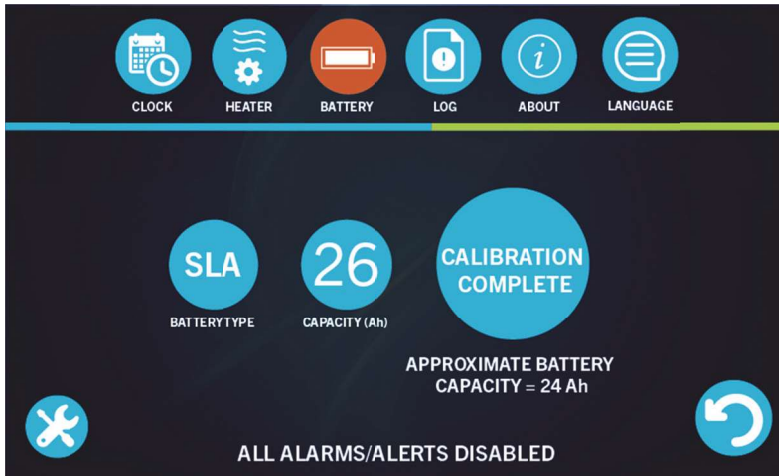 CLOCK HEATER BATTERY LOG ABOUT LANGUAGE
SLA
26
CALIBRATION
COMPLETE
BATTERYTYPE
CAPACITY (Ah)
APPROXIMATE BATTERY
CAPACITY = 24 Ah
ALL ALARMS/ALERTS DISABLED